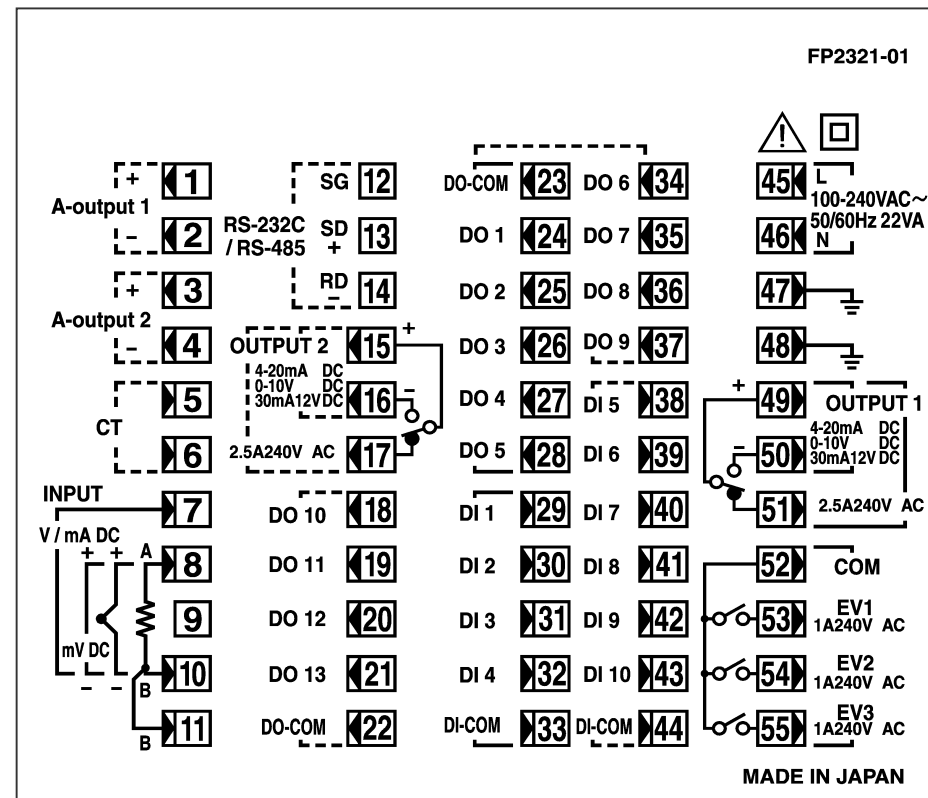 FP2321-01
A-output 1
+ 1
− 2
A-output 2
+ 3
− 4
CT
5
6
INPUT
7
V / mA DC
+ + A 8
9
mV DC
− − B 10
B 11
RS-232C
/ RS-485
SG 12
SD
+ 13
RD
− 14
OUTPUT 2 15 +
4-20mA DC
0-10V DC
30mA12V DC 16 −
2.5A240V AC 17
DO 10 18
DO 11 19
DO 12 20
DO 13 21
DO-COM 22
DO-COM 23
DO 1 24
DO 2 25
DO 3 26
DO 4 27
DO 5 28
DI 1 29
DI 2 30
DI 3 31
DI 4 32
DI-COM 33
DO 6 34
DO 7 35
DO 8 36
DO 9 37
DI 5 38
DI 6 39
DI 7 40
DI 8 41
DI 9 42
DI 10 43
DI-COM 44
45 L
100-240VAC~
50/60Hz 22VA
46 N
47
48
+ 49 OUTPUT 1
4-20mA DC
0-10V DC
− 50 30mA12V DC
51 2.5A240V AC
52 COM
53 EV1
1A240V AC
54 EV2
1A240V AC
55 EV3
1A240V AC
MADE IN JAPAN